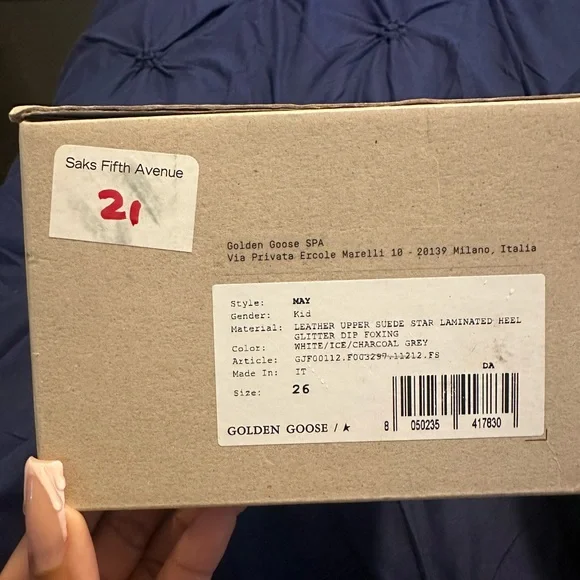 Saks Fifth Avenue
21
Golden Goose SPA
Via Privata Ercole Marelli 10 - 20139 Milano, Italia
Style: MAY
Gender: Kid
Material: LEATHER UPPER SUEDE STAR LAMINATED HEEL
GLITTER DIP FOXING
Color: WHITE/ICE/CHARCOAL GREY
Article: GJF00112.F003297.11212.FS
Made In: IT
DA
Size: 26
GOLDEN GOOSE / ★
8 050235 417830